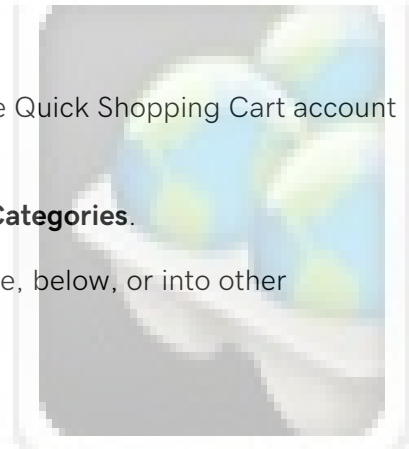 e Quick Shopping Cart account
Categories.
e, below, or into other